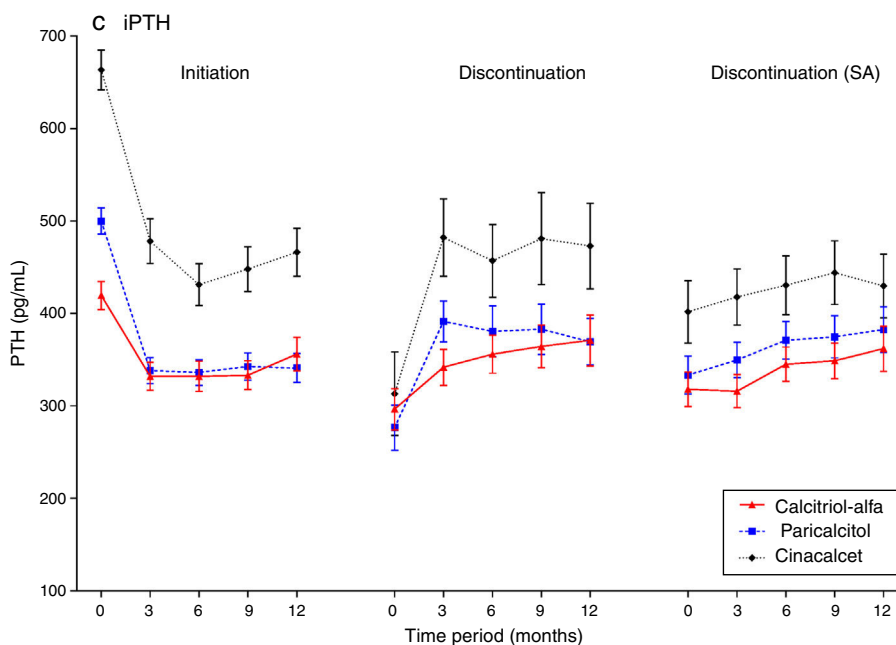 C iPTH
700
600
500
400
300
200
100
PTH (pg/mL)
Initiation
Discontinuation
Discontinuation (SA)
Calcitriol-alfa
Paricalcitol
Cinacalcet
0 3 6 9 12
0 3 6 9 12
0 3 6 9 12
Time period (months)